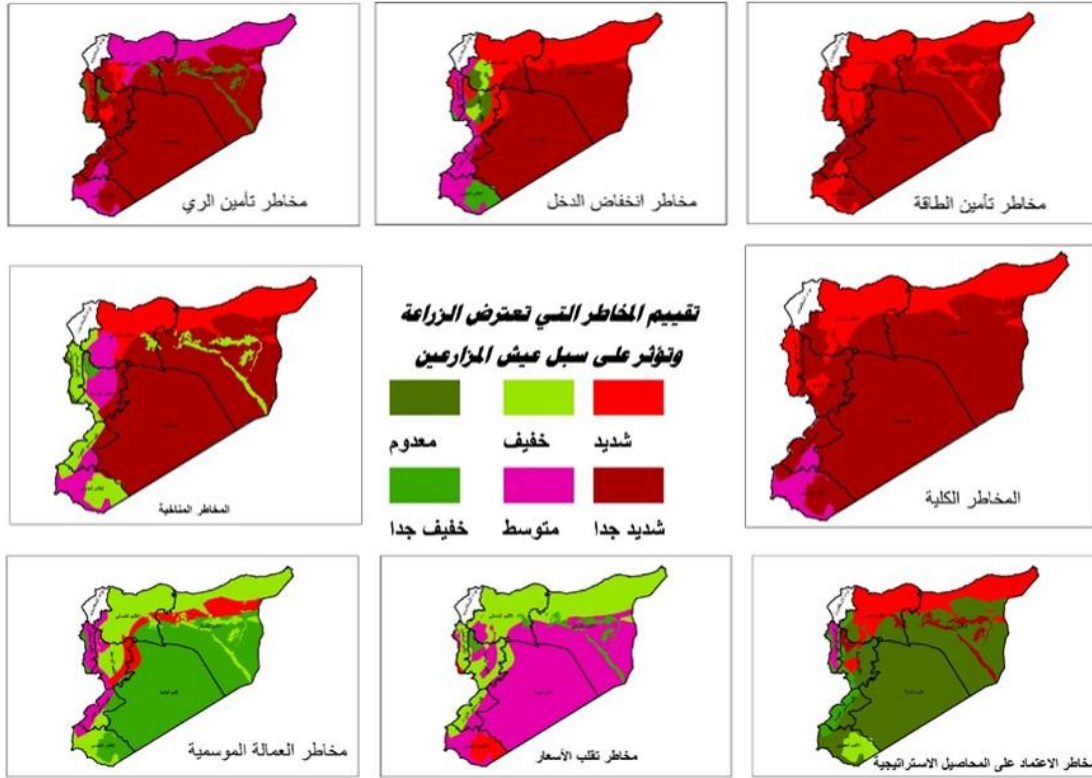 مخاطر تأمين الطاقة
مخاطر انخفاض الدخل
مخاطر تأمين الري
تقييم المخاطر التي تعترض الزراعة
وتؤثر على سبل عيش المزارعين
شديد
خفيف
معدوم
شديد جدا
متوسط
خفيف جدا
المخاطر الكلية
المخاطر المناخية
خاطر الاعتماد على المحاصيل الاستراتيجية
مخاطر تقلب الأسعار
مخاطر العمالة الموسمية